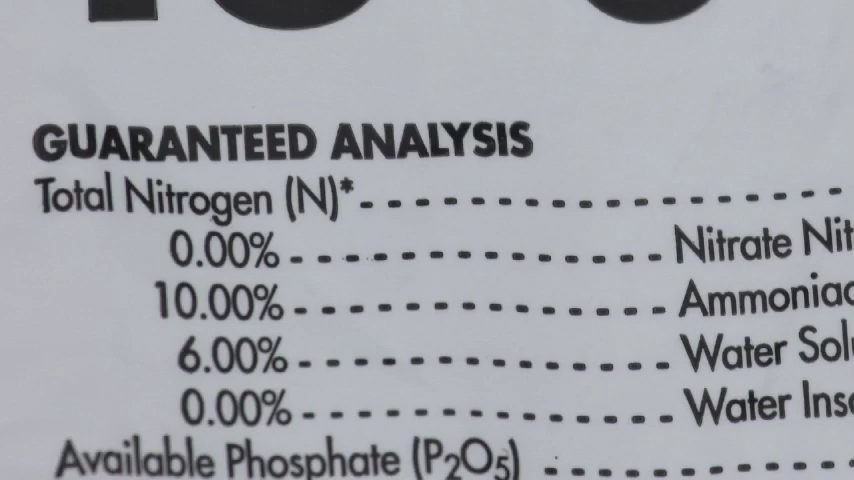 GUARANTEED ANALYSIS
Total Nitrogen (N)*
0.00% Nitrate
10.00%
6.00% Water
0.00% Water
Available Phosphate (P₂O₅)